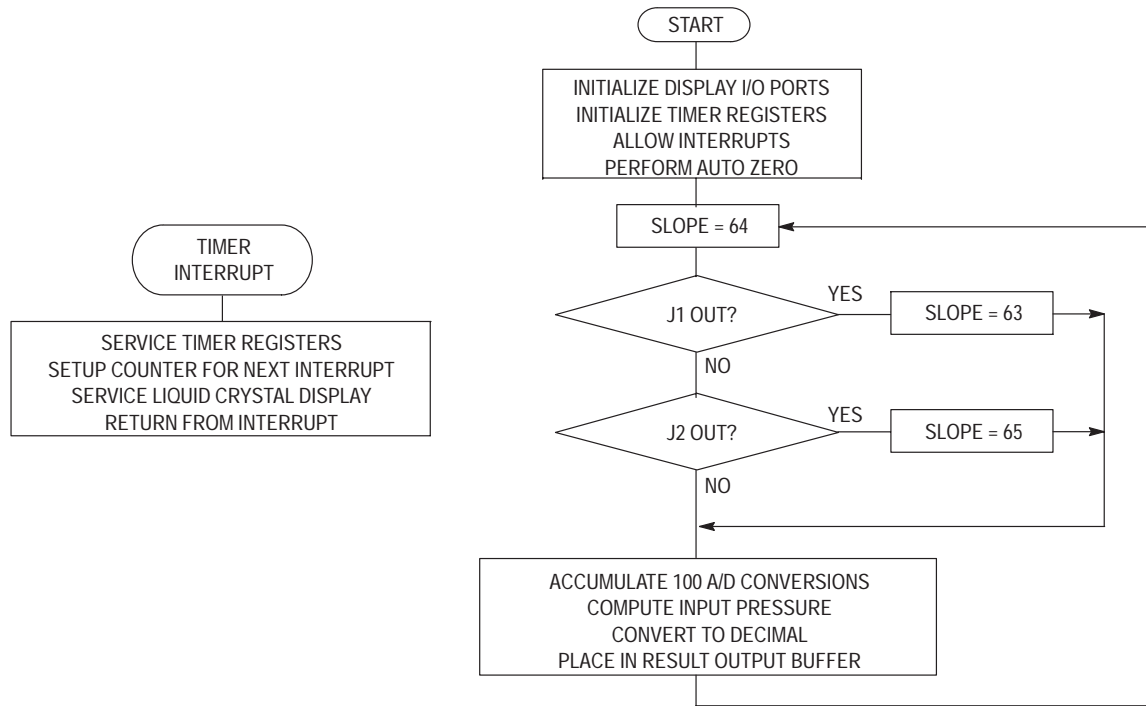 START
INITIALIZE DISPLAY I/O PORTS
INITIALIZE TIMER REGISTERS
ALLOW INTERRUPTS
PERFORM AUTO ZERO
SLOPE = 64
J1 OUT?
YES
SLOPE = 63
NO
J2 OUT?
YES
SLOPE = 65
NO
ACCUMULATE 100 A/D CONVERSIONS
COMPUTE INPUT PRESSURE
CONVERT TO DECIMAL
PLACE IN RESULT OUTPUT BUFFER
TIMER
INTERRUPT
SERVICE TIMER REGISTERS
SETUP COUNTER FOR NEXT INTERRUPT
SERVICE LIQUID CRYSTAL DISPLAY
RETURN FROM INTERRUPT